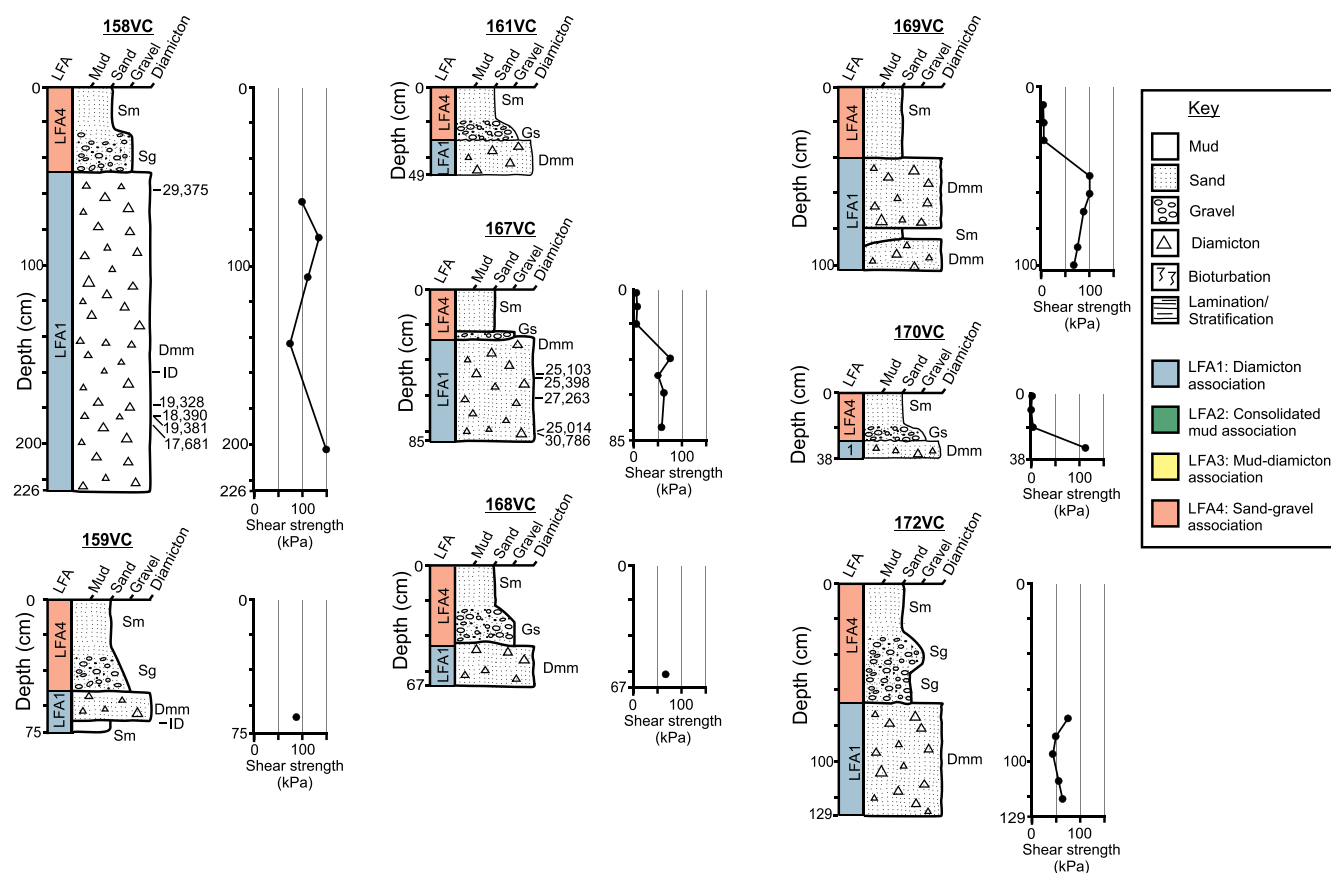 158VC
LFA
Mud
Sand
Gravel
Diamicton
Depth (cm)
0
100
200
226
LFA4
LFA1
Sm
Sg
29,375
Dmm
ID
19,328
18,390
19,381
17,681
0
100
200
226
0 100
Shear strength
(kPa)
159VC
LFA
Mud
Sand
Gravel
Diamicton
Depth (cm)
0
75
LFA4
LFA1
Sm
Sg
Dmm
ID
Sm
0
75
0 100
Shear strength
(kPa)
161VC
LFA
Mud
Sand
Gravel
Diamicton
Depth (cm)
0
49
LFA4
LFA1
Sm
Gs
Dmm
167VC
LFA
Mud
Sand
Gravel
Diamicton
Depth (cm)
0
85
LFA4
LFA1
Sm
Gs
Dmm
25,103
25,398
27,263
25,014
30,786
0
85
0 100
Shear strength
(kPa)
168VC
LFA
Mud
Sand
Gravel
Diamicton
Depth (cm)
0
67
LFA4
LFA1
Sm
Gs
Dmm
0
67
0 100
Shear strength
(kPa)
169VC
LFA
Mud
Sand
Gravel
Diamicton
Depth (cm)
0
100
LFA4
LFA1
Sm
Dmm
Sm
Dmm
0
100
0 100
Shear strength
(kPa)
170VC
LFA
Mud
Sand
Gravel
Diamicton
Depth (cm)
0
38
LFA4
1
Sm
Gs
Dmm
0
38
0 100
Shear strength
(kPa)
172VC
LFA
Mud
Sand
Gravel
Diamicton
Depth (cm)
0
100
129
LFA4
LFA1
Sm
Sg
Sg
Dmm
0
100
129
0 100
Shear strength
(kPa)
Key
Mud
Sand
Gravel
Diamicton
Bioturbation
Lamination/
Stratification
LFA1: Diamicton
association
LFA2: Consolidated
mud association
LFA3: Mud-diamicton
association
LFA4: Sand-gravel
association